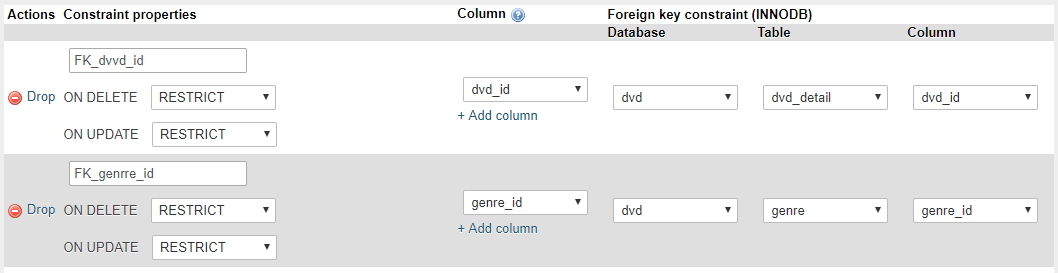 Actions Constraint properties Column Foreign key constraint (INNODB)
Database Table Column
FK_dvvd_id
Drop ON DELETE RESTRICT dvd_id dvd dvd_detail dvd_id
+ Add column
ON UPDATE RESTRICT
FK_genrre_id
Drop ON DELETE RESTRICT genre_id dvd genre genre_id
+ Add column
ON UPDATE RESTRICT